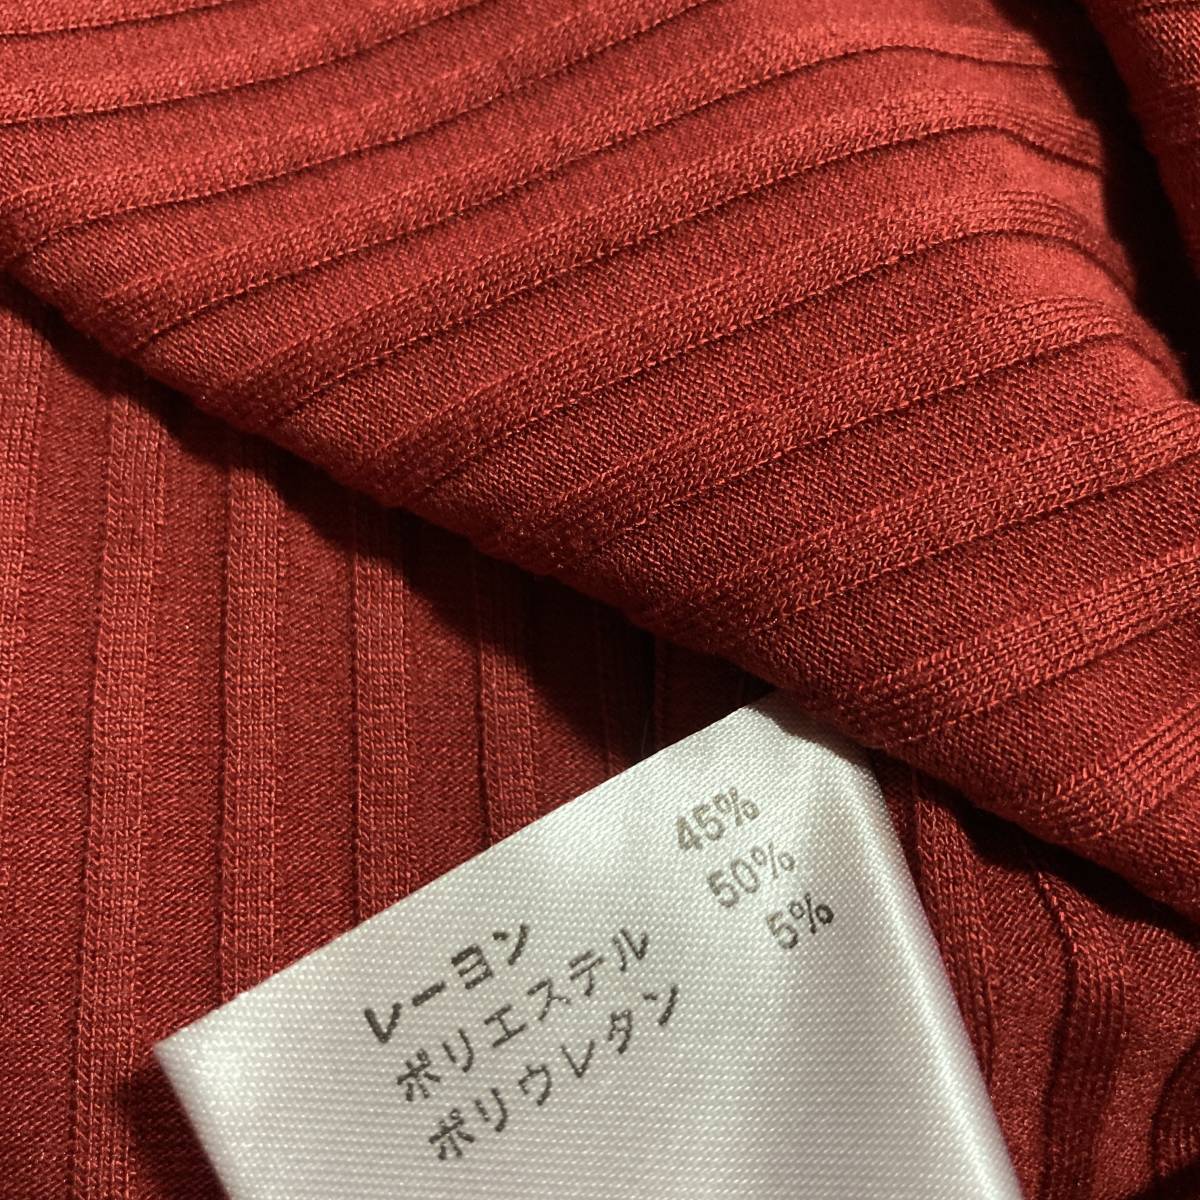 レーヨン 45%
ポリエステル 50%
ポリウレタン 5%